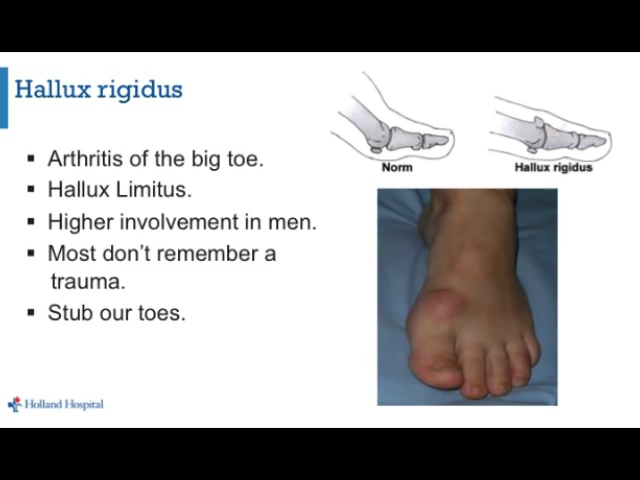 Hallux rigidus
▪ Arthritis of the big toe.
▪ Hallux Limitus.
▪ Higher involvement in men.
▪ Most don't remember a
trauma.
▪ Stub our toes.
Norm
Hallux rigidus
Holland Hospital